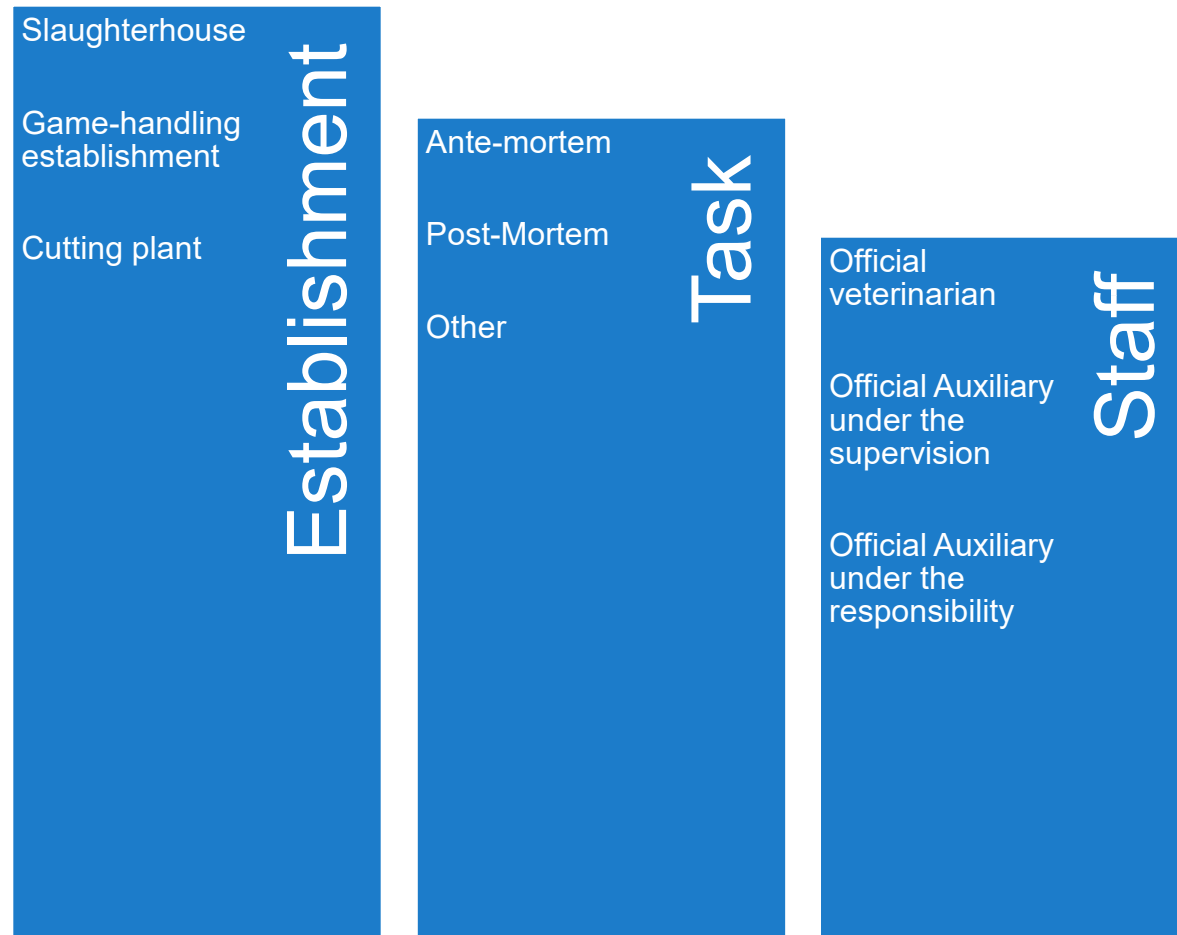 Slaughterhouse
Game-handling
establishment
Cutting plant
Establishment
Ante-mortem
Post-Mortem
Other
Task
Official
veterinarian
Official Auxiliary
under the
supervision
Official Auxiliary
under the
responsibility
Staff